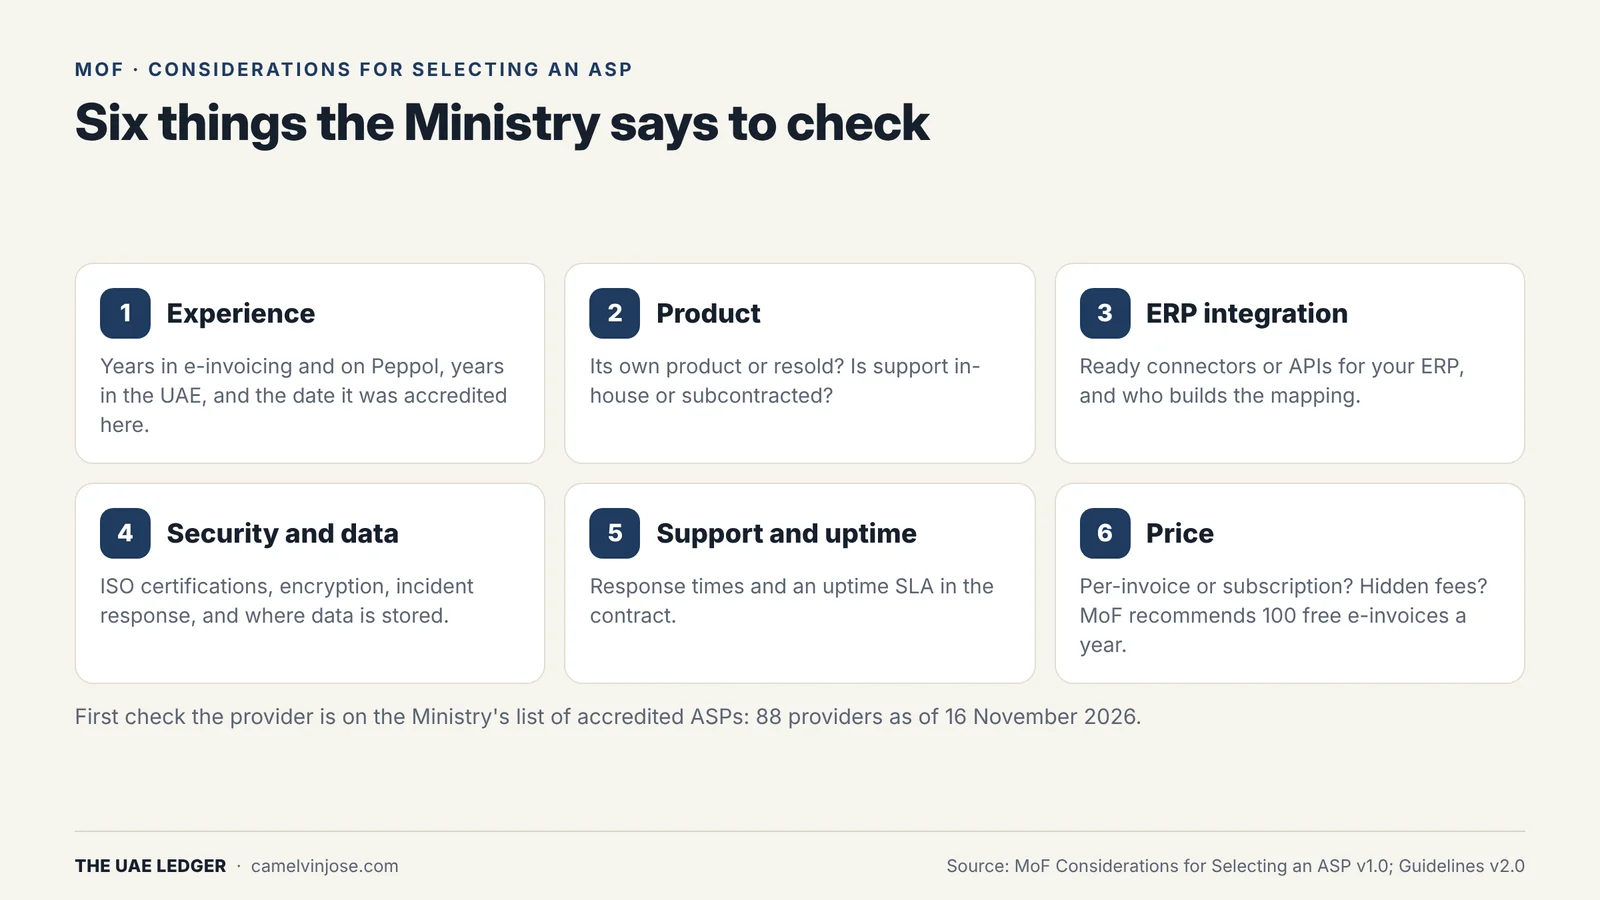 MOF · CONSIDERATIONS FOR SELECTING AN ASP
Six things the Ministry says to check
1 Experience
Years in e-invoicing and on Peppol, years
in the UAE, and the date it was accredited
here.
2 Product
Its own product or resold? Is support in-
house or subcontracted?
3 ERP integration
Ready connectors or APIs for your ERP,
and who builds the mapping.
4 Security and data
ISO certifications, encryption, incident
response, and where data is stored.
5 Support and uptime
Response times and an uptime SLA in the
contract.
6 Price
Per-invoice or subscription? Hidden fees?
MoF recommends 100 free e-invoices a
year.
First check the provider is on the Ministry's list of accredited ASPs: 88 providers as of 16 November 2026.
THE UAE LEDGER · camelvinjose.com
Source: MoF Considerations for Selecting an ASP v1.0; Guidelines v2.0